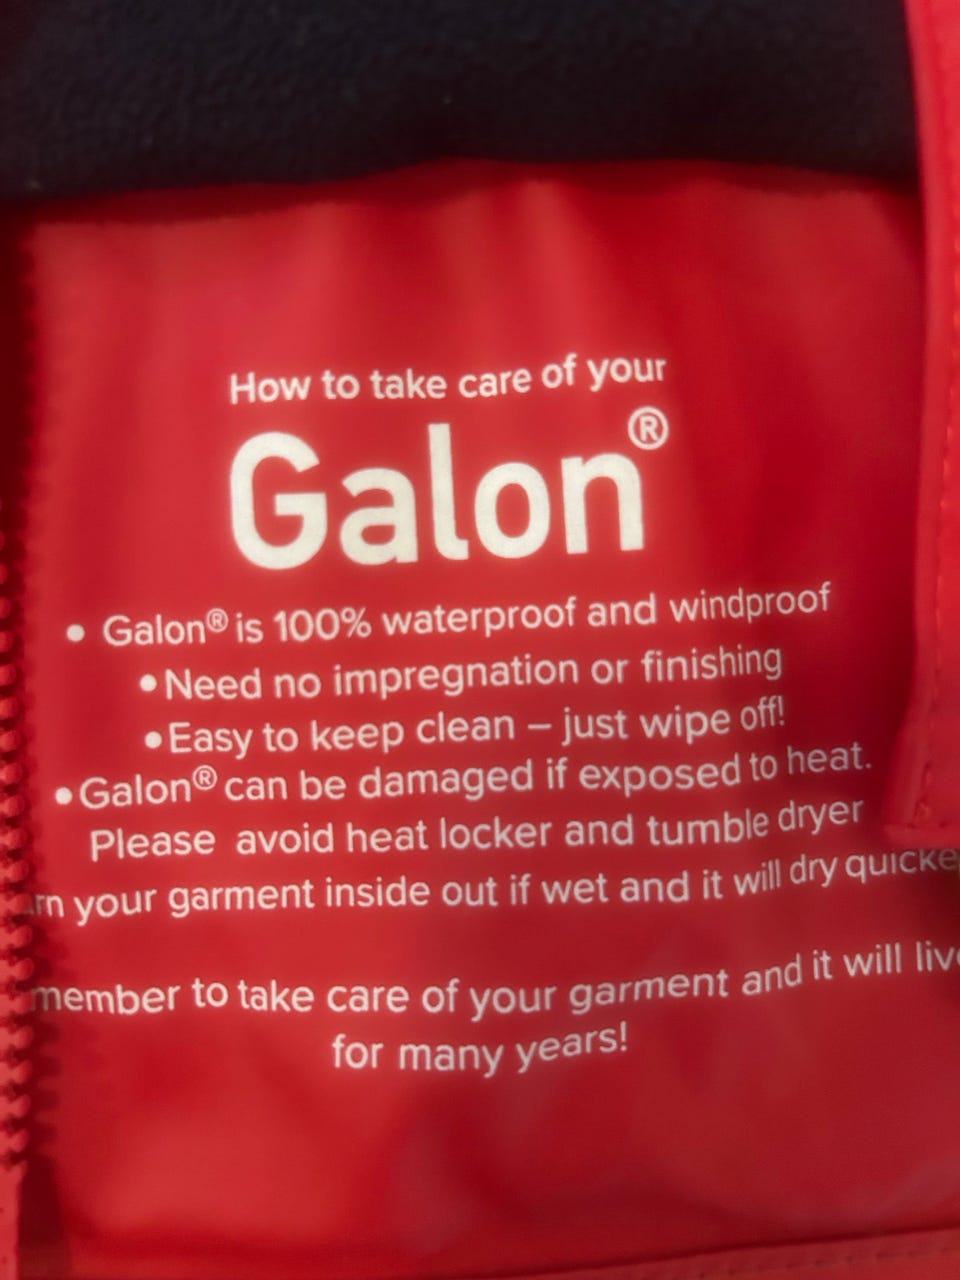 How to take care of your
Galon®
• Galon® is 100% waterproof and windproof
• Need no impregnation or finishing
• Easy to keep clean – just wipe off!
• Galon® can be damaged if exposed to heat.
Please avoid heat locker and tumble dryer
rn your garment inside out if wet and it will dry quicke
member to take care of your garment and it will live
for many years!